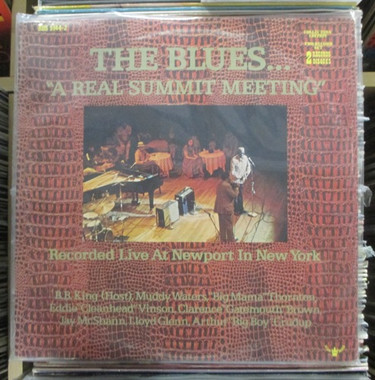 THE BLUES...
"A REAL SUMMIT MEETING"
Recorded Live At Newport In New York
B.B. King (Host), Muddy Waters, "Big Mama" Thornton,
Eddie "Cleanhead" Vinson, Clarence "Gatemouth" Brown
Jay McShann, Lloyd Glenn, Arthur "Big Boy" Crudup